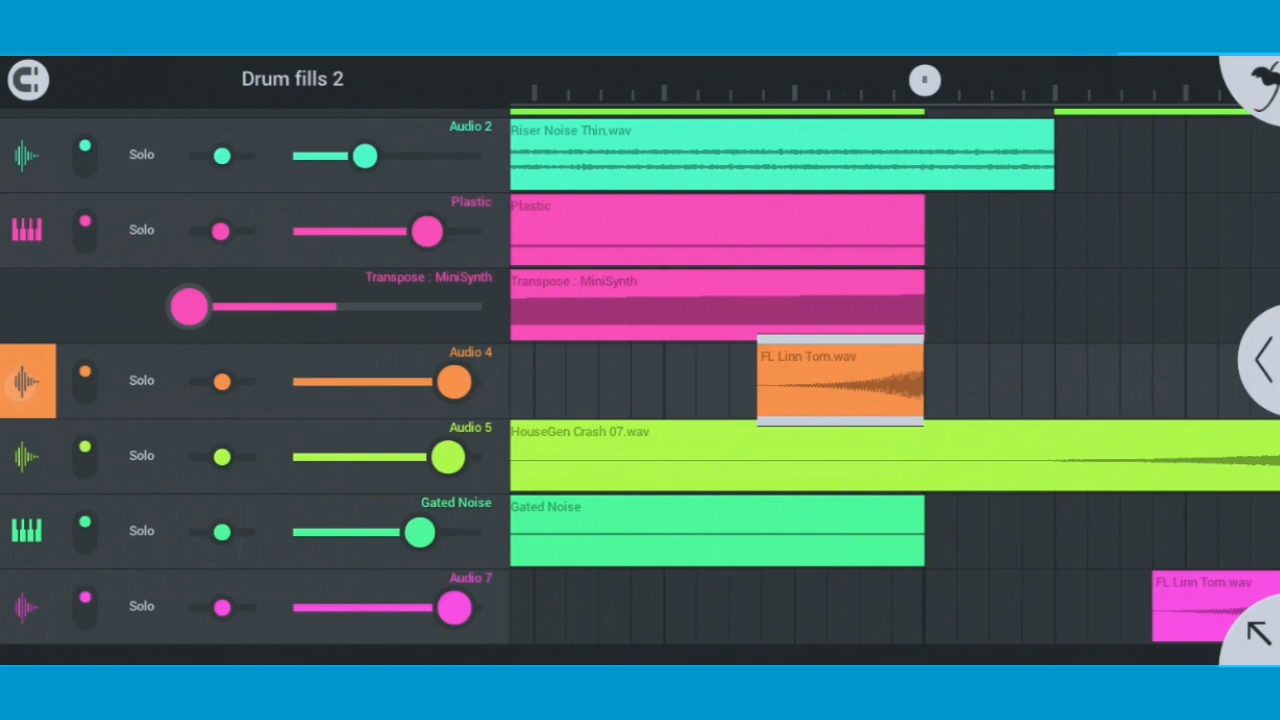 Drum fills 2
8
Audio 2
Solo
Riser Noise Thin.wav
Plastic
Solo
Plastic
Transpose : MiniSynth
Transpose : MiniSynth
Audio 4
Solo
FL Linn Tom.wav
Audio 5
Solo
HouseGen Crash 07.wav
Gated Noise
Solo
Gated Noise
Audio 7
Solo
FL Linn Tom.wav